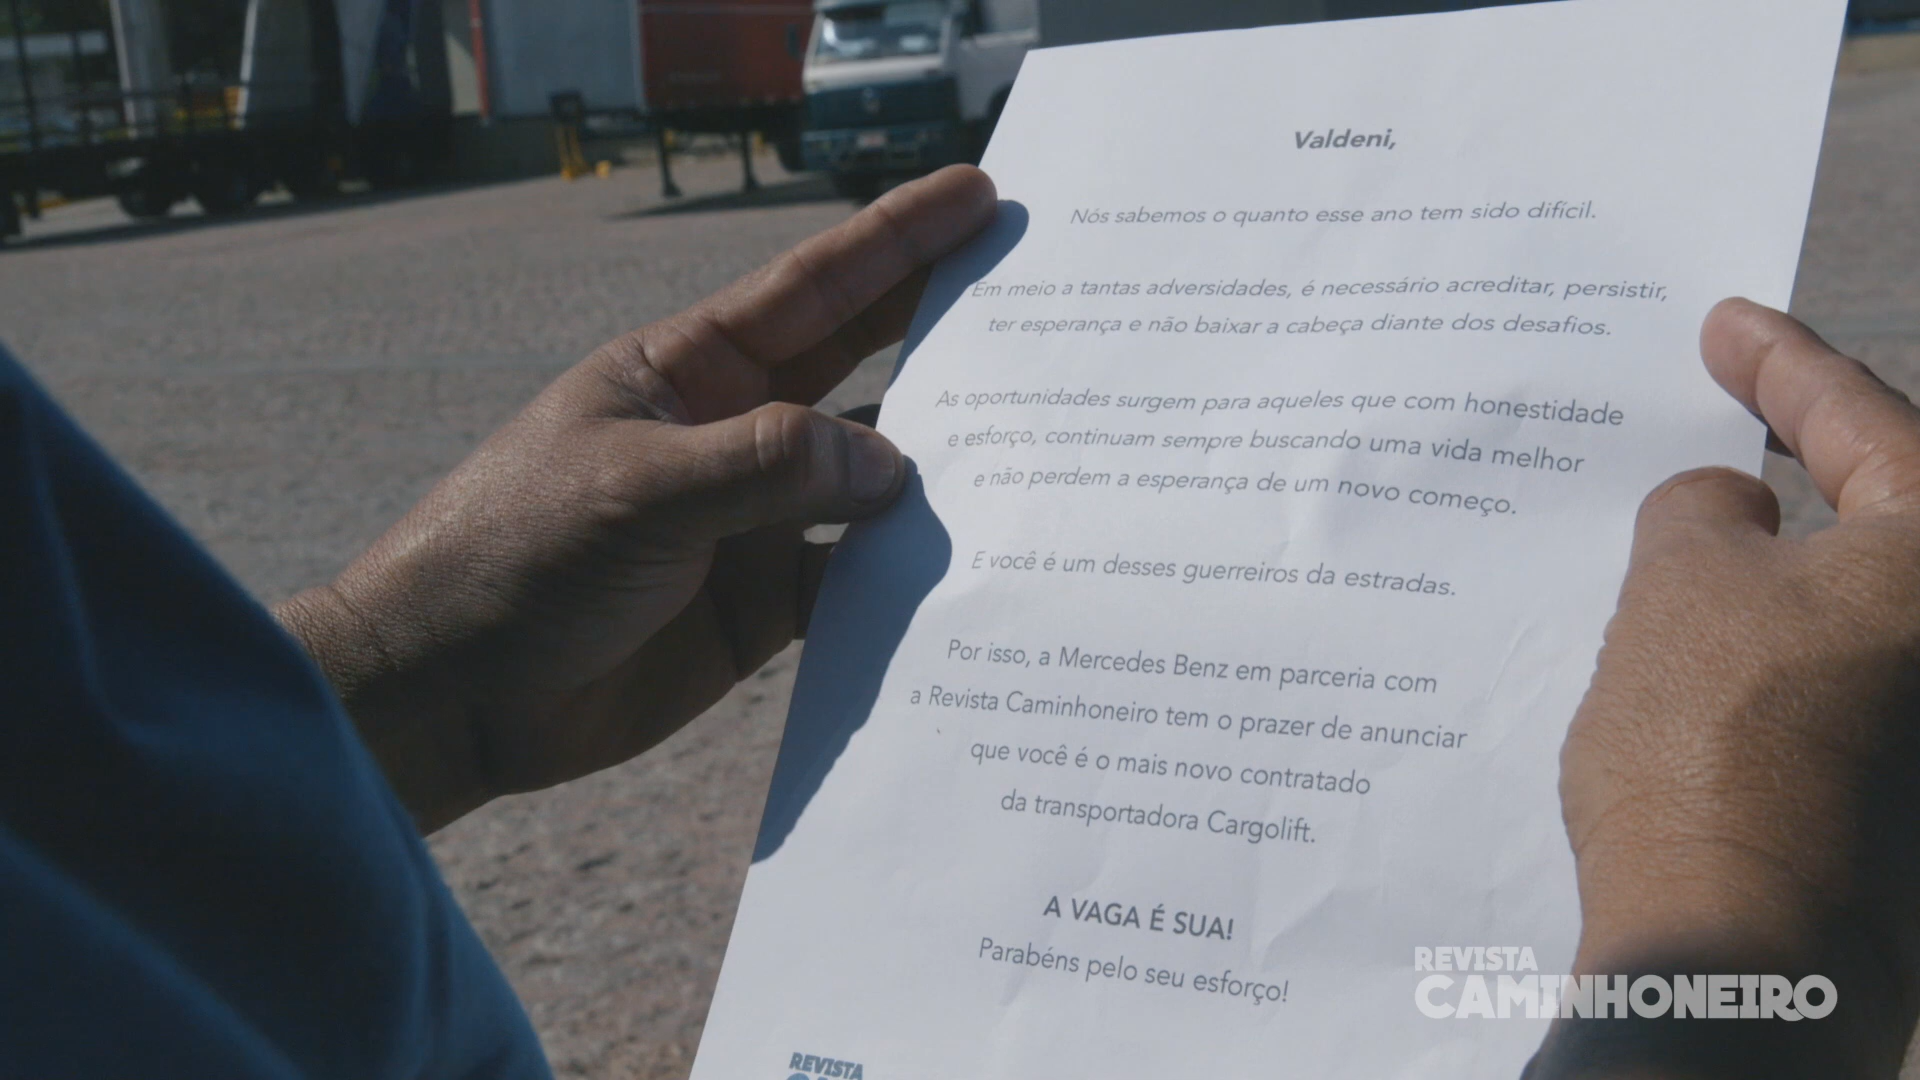 Valdeni,
Nós sabemos o quanto esse ano tem sido difícil.
Em meio a tantas adversidades, é necessário acreditar, persistir,
ter esperança e não baixar a cabeça diante dos desafios.
As oportunidades surgem para aqueles que com honestidade
e esforço, continuam sempre buscando uma vida melhor
e não perdem a esperança de um novo começo.
E você é um desses guerreiros da estradas.
Por isso, a Mercedes Benz em parceria com
a Revista Caminhoneiro tem o prazer de anunciar
que você é o mais novo contratado
da transportadora Cargolift.
A VAGA É SUA!
Parabéns pelo seu esforço!
REVISTA
REVISTA
CAMINHONEIRO